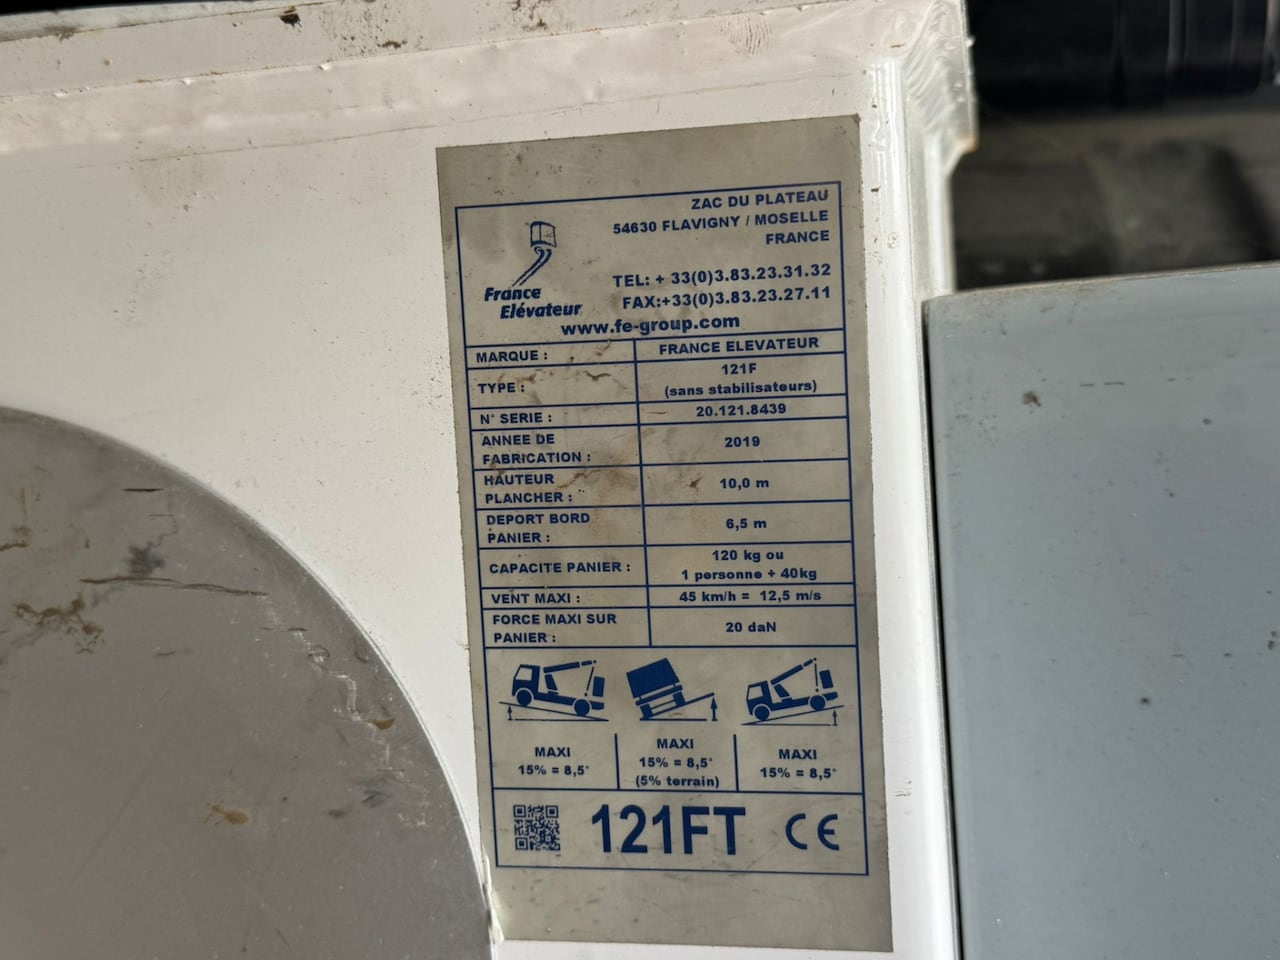 ZAC DU PLATEAU
54630 FLAVIGNY / MOSELLE
FRANCE
France
Elévateur
TEL: + 33(0)3.83.23.31.32
FAX:+33(0)3.83.23.27.11
www.fe-group.com
MARQUE : FRANCE ELEVATEUR
TYPE : 121F
(sans stabilisateurs)
N° SERIE : 20.121.8439
ANNEE DE
FABRICATION : 2019
HAUTEUR
PLANCHER : 10,0 m
DEPORT BORD
PANIER : 6,5 m
CAPACITE PANIER : 120 kg ou
1 personne + 40kg
VENT MAXI : 45 km/h = 12,5 m/s
FORCE MAXI SUR
PANIER : 20 daN
MAXI
15% = 8,5°
MAXI
15% = 8,5°
(5% terrain)
MAXI
15% = 8,5°
121FT CE